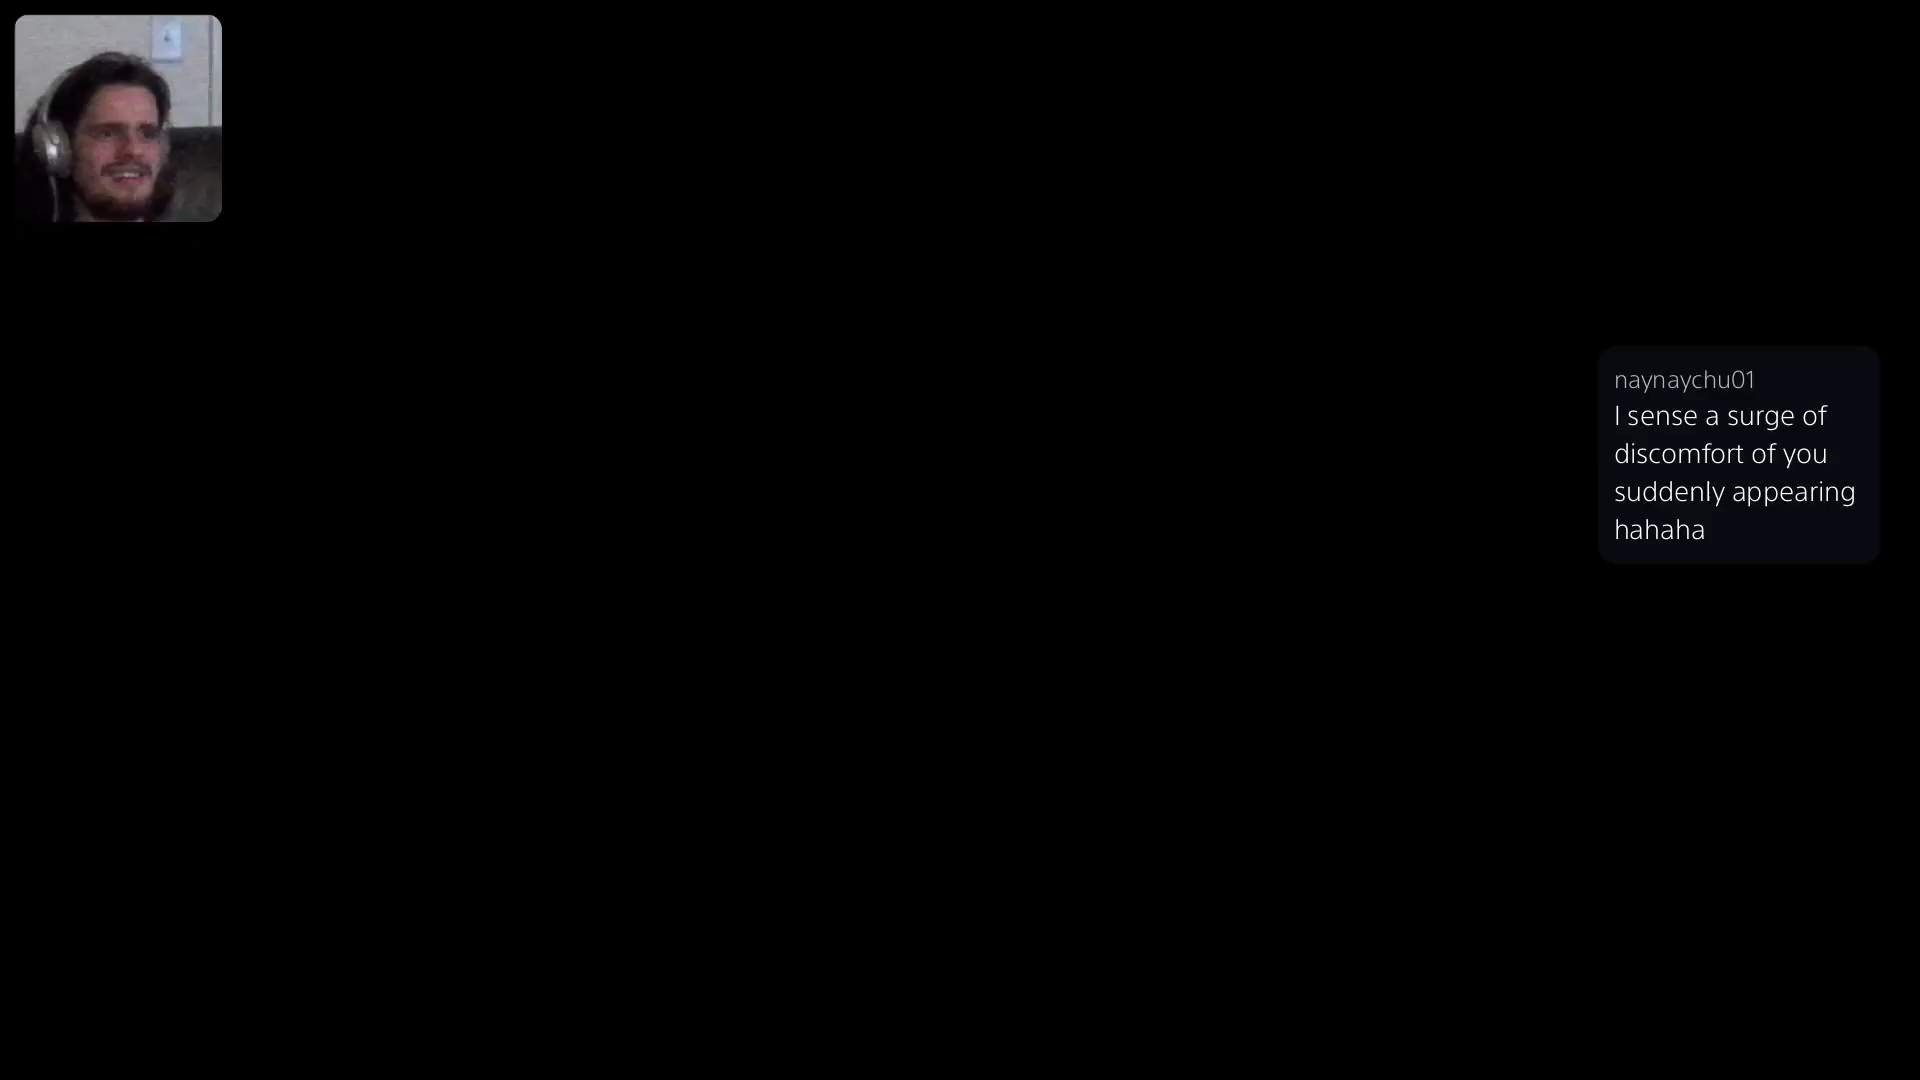 naynaychu01
I sense a surge of
discomfort of you
suddenly appearing
hahaha